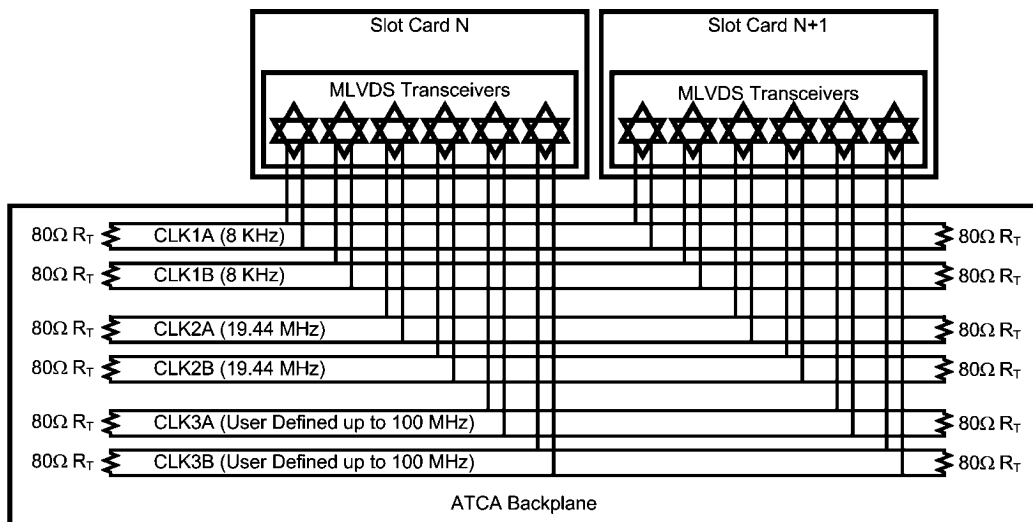 Slot Card N
Slot Card N+1
MLVDS Transceivers
MLVDS Transceivers
80Ω RT
CLK1A (8 KHz)
80Ω RT
80Ω RT
CLK1B (8 KHz)
80Ω RT
80Ω RT
CLK2A (19.44 MHz)
80Ω RT
80Ω RT
CLK2B (19.44 MHz)
80Ω RT
80Ω RT
CLK3A (User Defined up to 100 MHz)
80Ω RT
80Ω RT
CLK3B (User Defined up to 100 MHz)
80Ω RT
ATCA Backplane